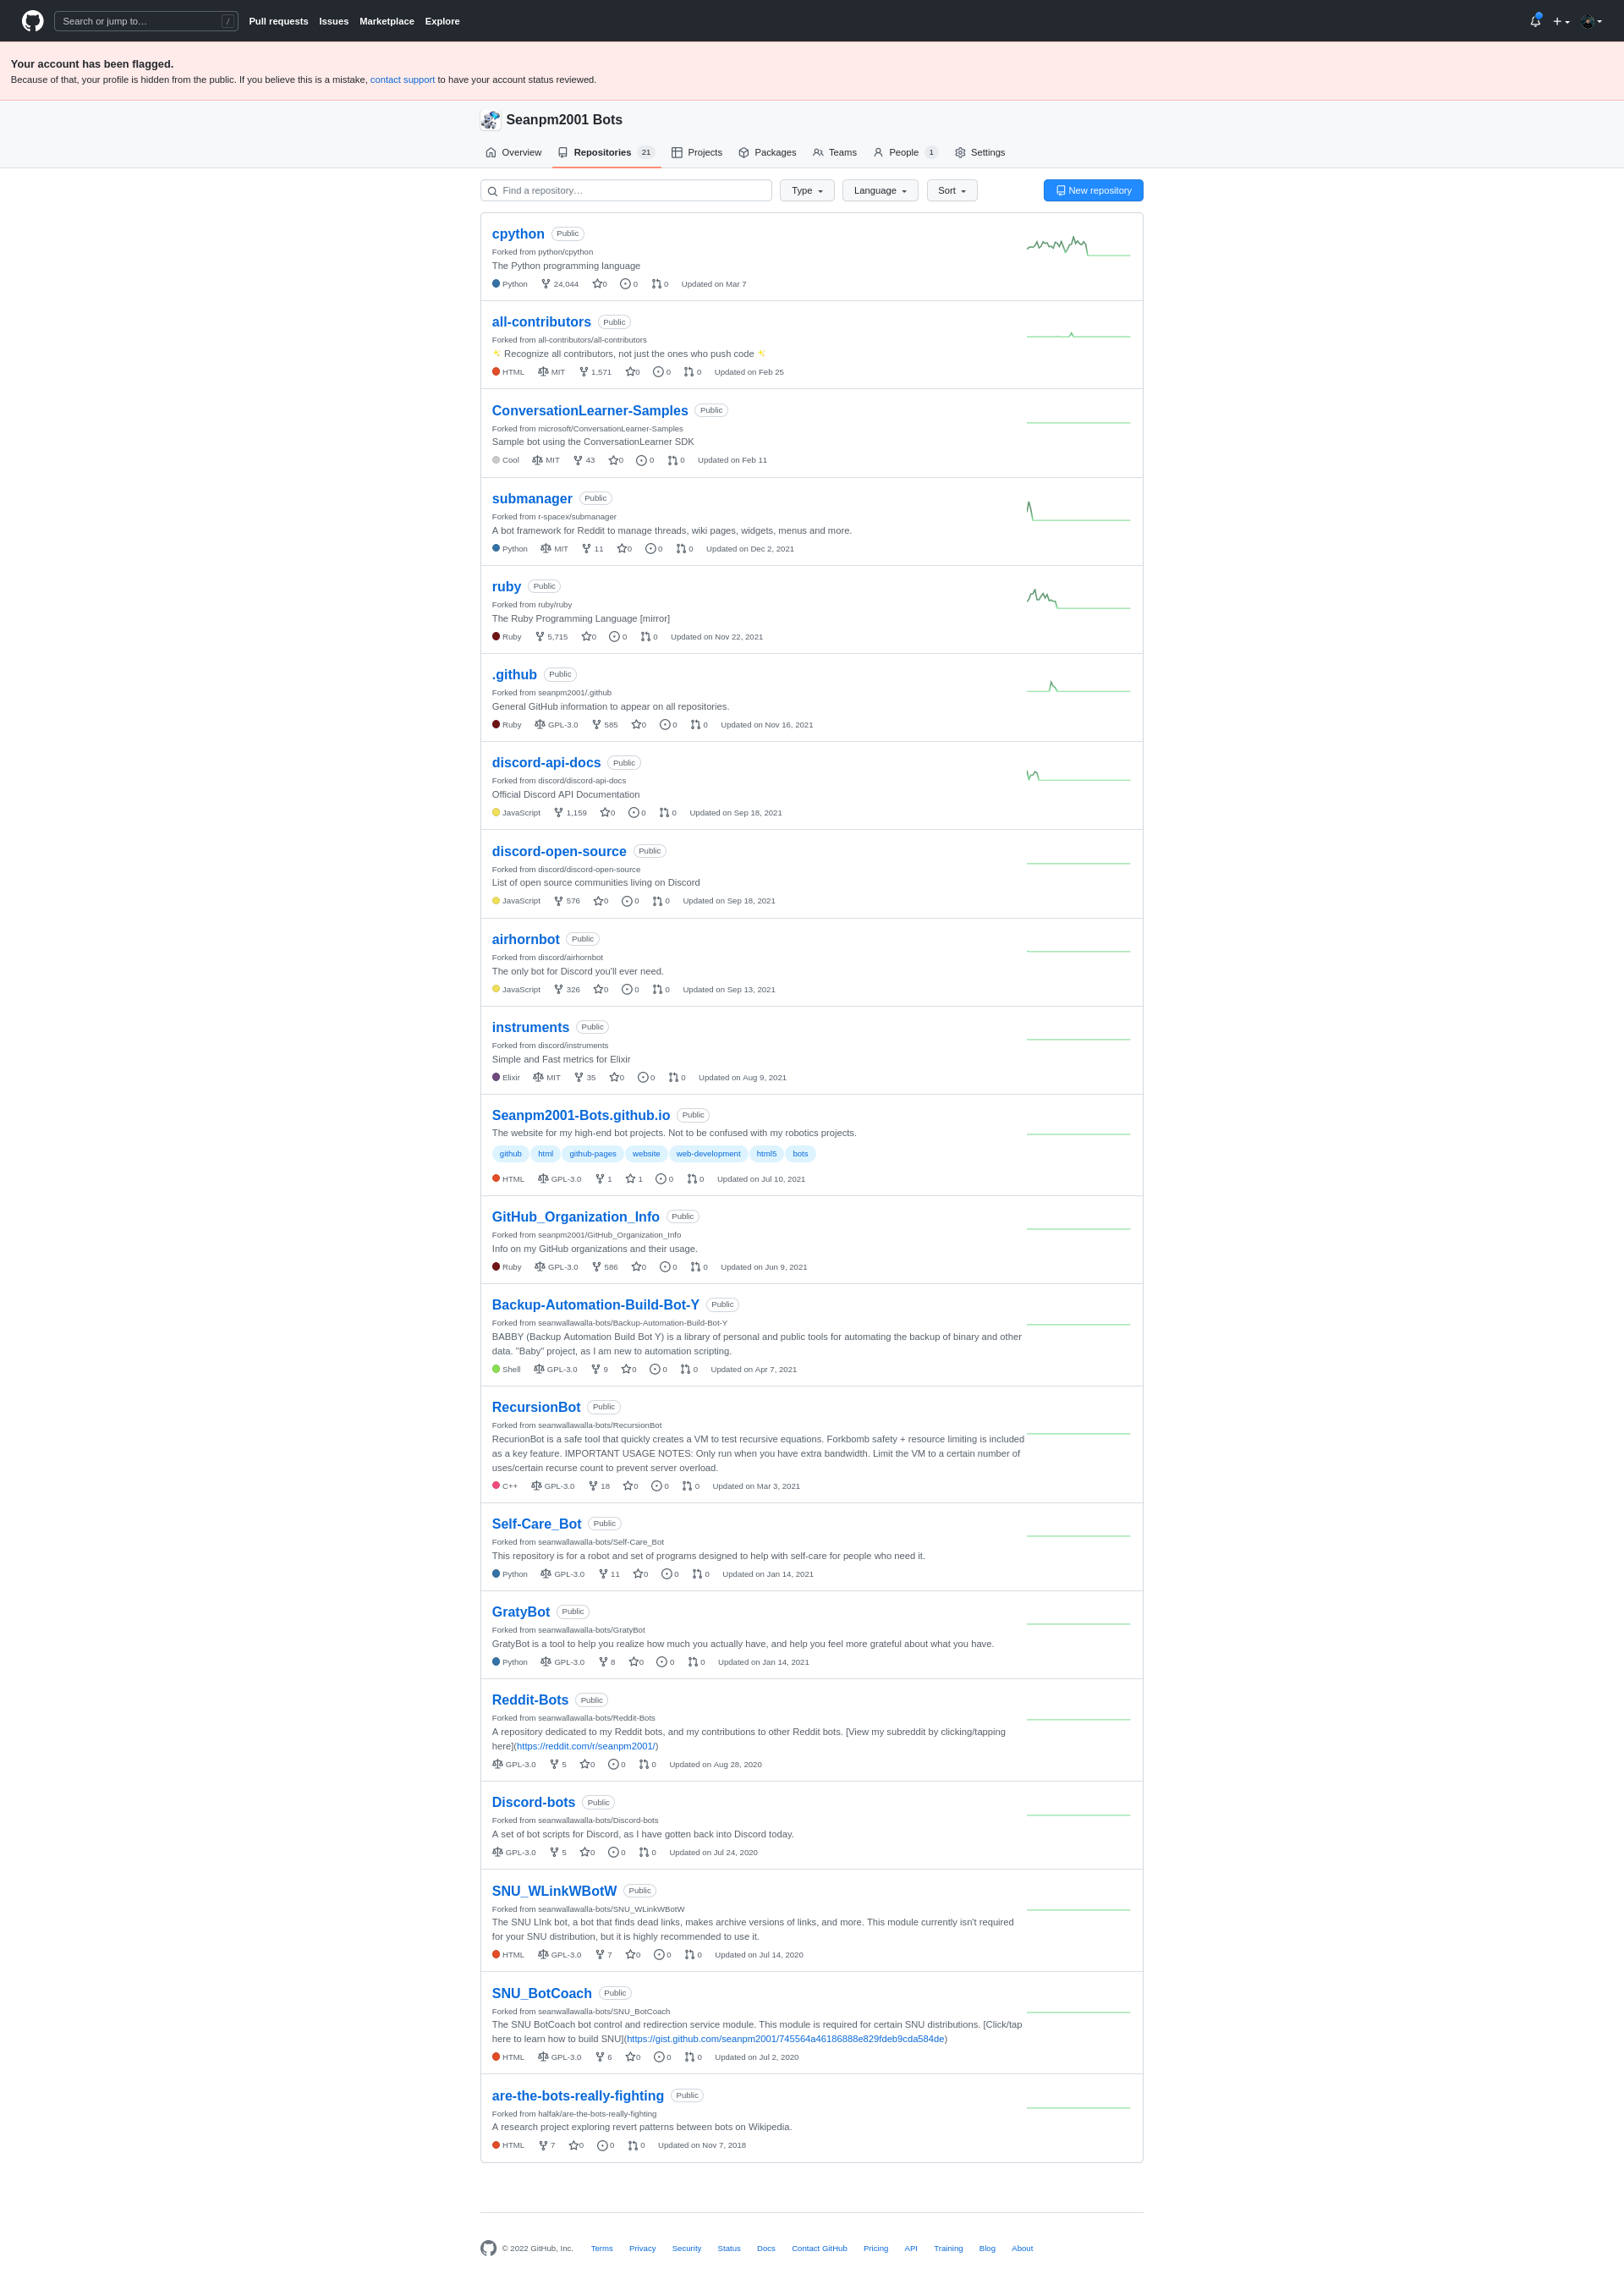 Search or jump to… /
Pull requests Issues Marketplace Explore
Your account has been flagged.
Because of that, your profile is hidden from the public. If you believe this is a mistake, contact support to have your account status reviewed.
Seanpm2001 Bots
Overview Repositories 21 Projects Packages Teams People 1 Settings
Find a repository… Type Language Sort New repository
cpython Public
Forked from python/cpython
The Python programming language
Python 24,044 0 0 0 Updated on Mar 7
all-contributors Public
Forked from all-contributors/all-contributors
✨ Recognize all contributors, not just the ones who push code ✨
HTML MIT 1,571 0 0 0 Updated on Feb 25
ConversationLearner-Samples Public
Forked from microsoft/ConversationLearner-Samples
Sample bot using the ConversationLearner SDK
Cool MIT 43 0 0 0 Updated on Feb 11
submanager Public
Forked from r-spacex/submanager
A bot framework for Reddit to manage threads, wiki pages, widgets, menus and more.
Python MIT 11 0 0 0 Updated on Dec 2, 2021
ruby Public
Forked from ruby/ruby
The Ruby Programming Language [mirror]
Ruby 5,715 0 0 0 Updated on Nov 22, 2021
.github Public
Forked from seanpm2001/.github
General GitHub information to appear on all repositories.
Ruby GPL-3.0 585 0 0 0 Updated on Nov 16, 2021
discord-api-docs Public
Forked from discord/discord-api-docs
Official Discord API Documentation
JavaScript 1,159 0 0 0 Updated on Sep 18, 2021
discord-open-source Public
Forked from discord/discord-open-source
List of open source communities living on Discord
JavaScript 576 0 0 0 Updated on Sep 18, 2021
airhornbot Public
Forked from discord/airhornbot
The only bot for Discord you'll ever need.
JavaScript 326 0 0 0 Updated on Sep 13, 2021
instruments Public
Forked from discord/instruments
Simple and Fast metrics for Elixir
Elixir MIT 35 0 0 0 Updated on Aug 9, 2021
Seanpm2001-Bots.github.io Public
The website for my high-end bot projects. Not to be confused with my robotics projects.
github html github-pages website web-development html5 bots
HTML GPL-3.0 1 1 0 0 Updated on Jul 10, 2021
GitHub_Organization_Info Public
Forked from seanpm2001/GitHub_Organization_Info
Info on my GitHub organizations and their usage.
Ruby GPL-3.0 586 0 0 0 Updated on Jun 9, 2021
Backup-Automation-Build-Bot-Y Public
Forked from seanwallawalla-bots/Backup-Automation-Build-Bot-Y
BABBY (Backup Automation Build Bot Y) is a library of personal and public tools for automating the backup of binary and other
data. "Baby" project, as I am new to automation scripting.
Shell GPL-3.0 9 0 0 0 Updated on Apr 7, 2021
RecursionBot Public
Forked from seanwallawalla-bots/RecursionBot
RecurionBot is a safe tool that quickly creates a VM to test recursive equations. Forkbomb safety + resource limiting is included
as a key feature. IMPORTANT USAGE NOTES: Only run when you have extra bandwidth. Limit the VM to a certain number of
uses/certain recurse count to prevent server overload.
C++ GPL-3.0 18 0 0 0 Updated on Mar 3, 2021
Self-Care_Bot Public
Forked from seanwallawalla-bots/Self-Care_Bot
This repository is for a robot and set of programs designed to help with self-care for people who need it.
Python GPL-3.0 11 0 0 0 Updated on Jan 14, 2021
GratyBot Public
Forked from seanwallawalla-bots/GratyBot
GratyBot is a tool to help you realize how much you actually have, and help you feel more grateful about what you have.
Python GPL-3.0 8 0 0 0 Updated on Jan 14, 2021
Reddit-Bots Public
Forked from seanwallawalla-bots/Reddit-Bots
A repository dedicated to my Reddit bots, and my contributions to other Reddit bots. [View my subreddit by clicking/tapping
here](https://reddit.com/r/seanpm2001/)
GPL-3.0 5 0 0 0 Updated on Aug 28, 2020
Discord-bots Public
Forked from seanwallawalla-bots/Discord-bots
A set of bot scripts for Discord, as I have gotten back into Discord today.
GPL-3.0 5 0 0 0 Updated on Jul 24, 2020
SNU_WLinkWBotW Public
Forked from seanwallawalla-bots/SNU_WLinkWBotW
The SNU LInk bot, a bot that finds dead links, makes archive versions of links, and more. This module currently isn't required
for your SNU distribution, but it is highly recommended to use it.
HTML GPL-3.0 7 0 0 0 Updated on Jul 14, 2020
SNU_BotCoach Public
Forked from seanwallawalla-bots/SNU_BotCoach
The SNU BotCoach bot control and redirection service module. This module is required for certain SNU distributions. [Click/tap
here to learn how to build SNU](https://gist.github.com/seanpm2001/745564a46186888e829fdeb9cda584de)
HTML GPL-3.0 6 0 0 0 Updated on Jul 2, 2020
are-the-bots-really-fighting Public
Forked from halfak/are-the-bots-really-fighting
A research project exploring revert patterns between bots on Wikipedia.
HTML 7 0 0 0 Updated on Nov 7, 2018
© 2022 GitHub, Inc. Terms Privacy Security Status Docs Contact GitHub Pricing API Training Blog About